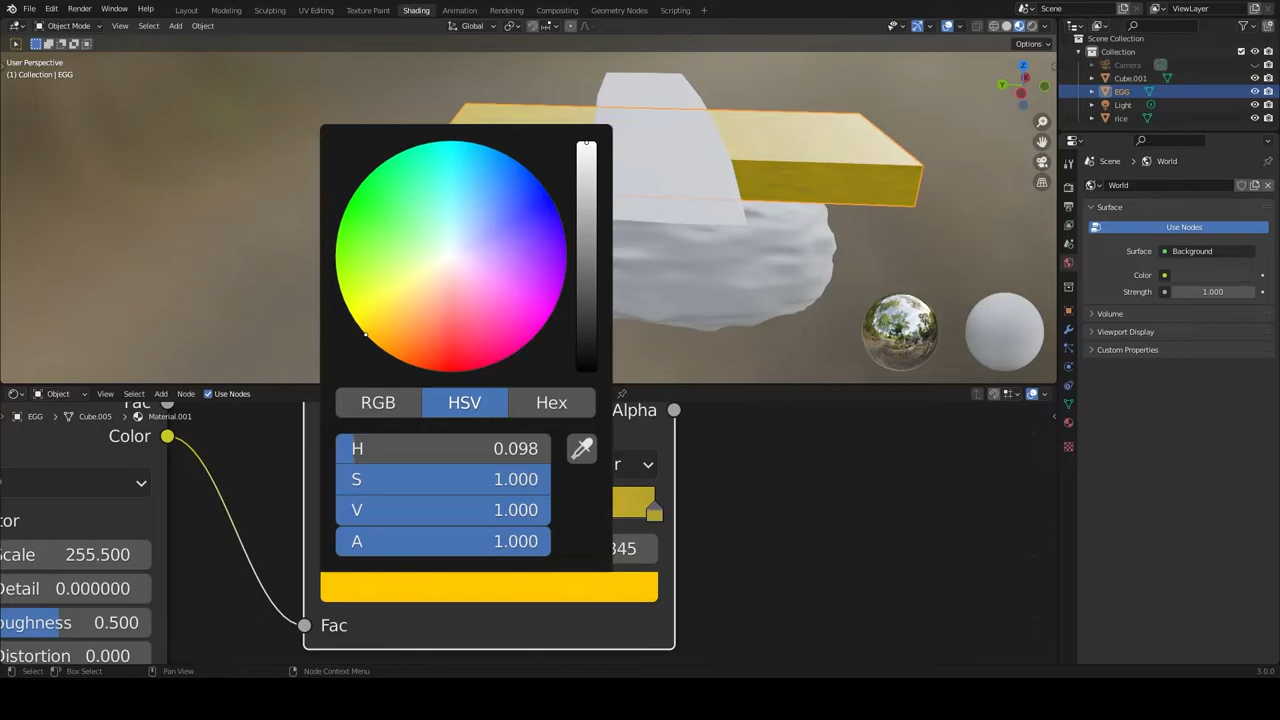 File Edit Render Window Help Layout Modeling Sculpting UV Editing Texture Paint Shading Animation Rendering Compositing Geometry Nodes Scripting + Scene ViewLayer
Object Mode View Select Add Object Global
Options
User Perspective
(1) Collection | EGG
Z
Y
X
Scene Collection
Collection
Camera
Cube.001
EGG
Light
rice
Scene > World
World
Surface
Use Nodes
Surface Background
Color
Strength 1.000
Volume
Viewport Display
Custom Properties
RGB HSV Hex
H 0.098
S 1.000
V 1.000
A 1.000
Object View Select Add Node Use Nodes
EGG > Cube.005 > Material.001
Fac
Color
Alpha
r
tor
Scale 255.500
Detail 0.000000
oughness 0.500
Distortion 0.000
345
Fac
Select Box Select Pan View Node Context Menu 3.0.0